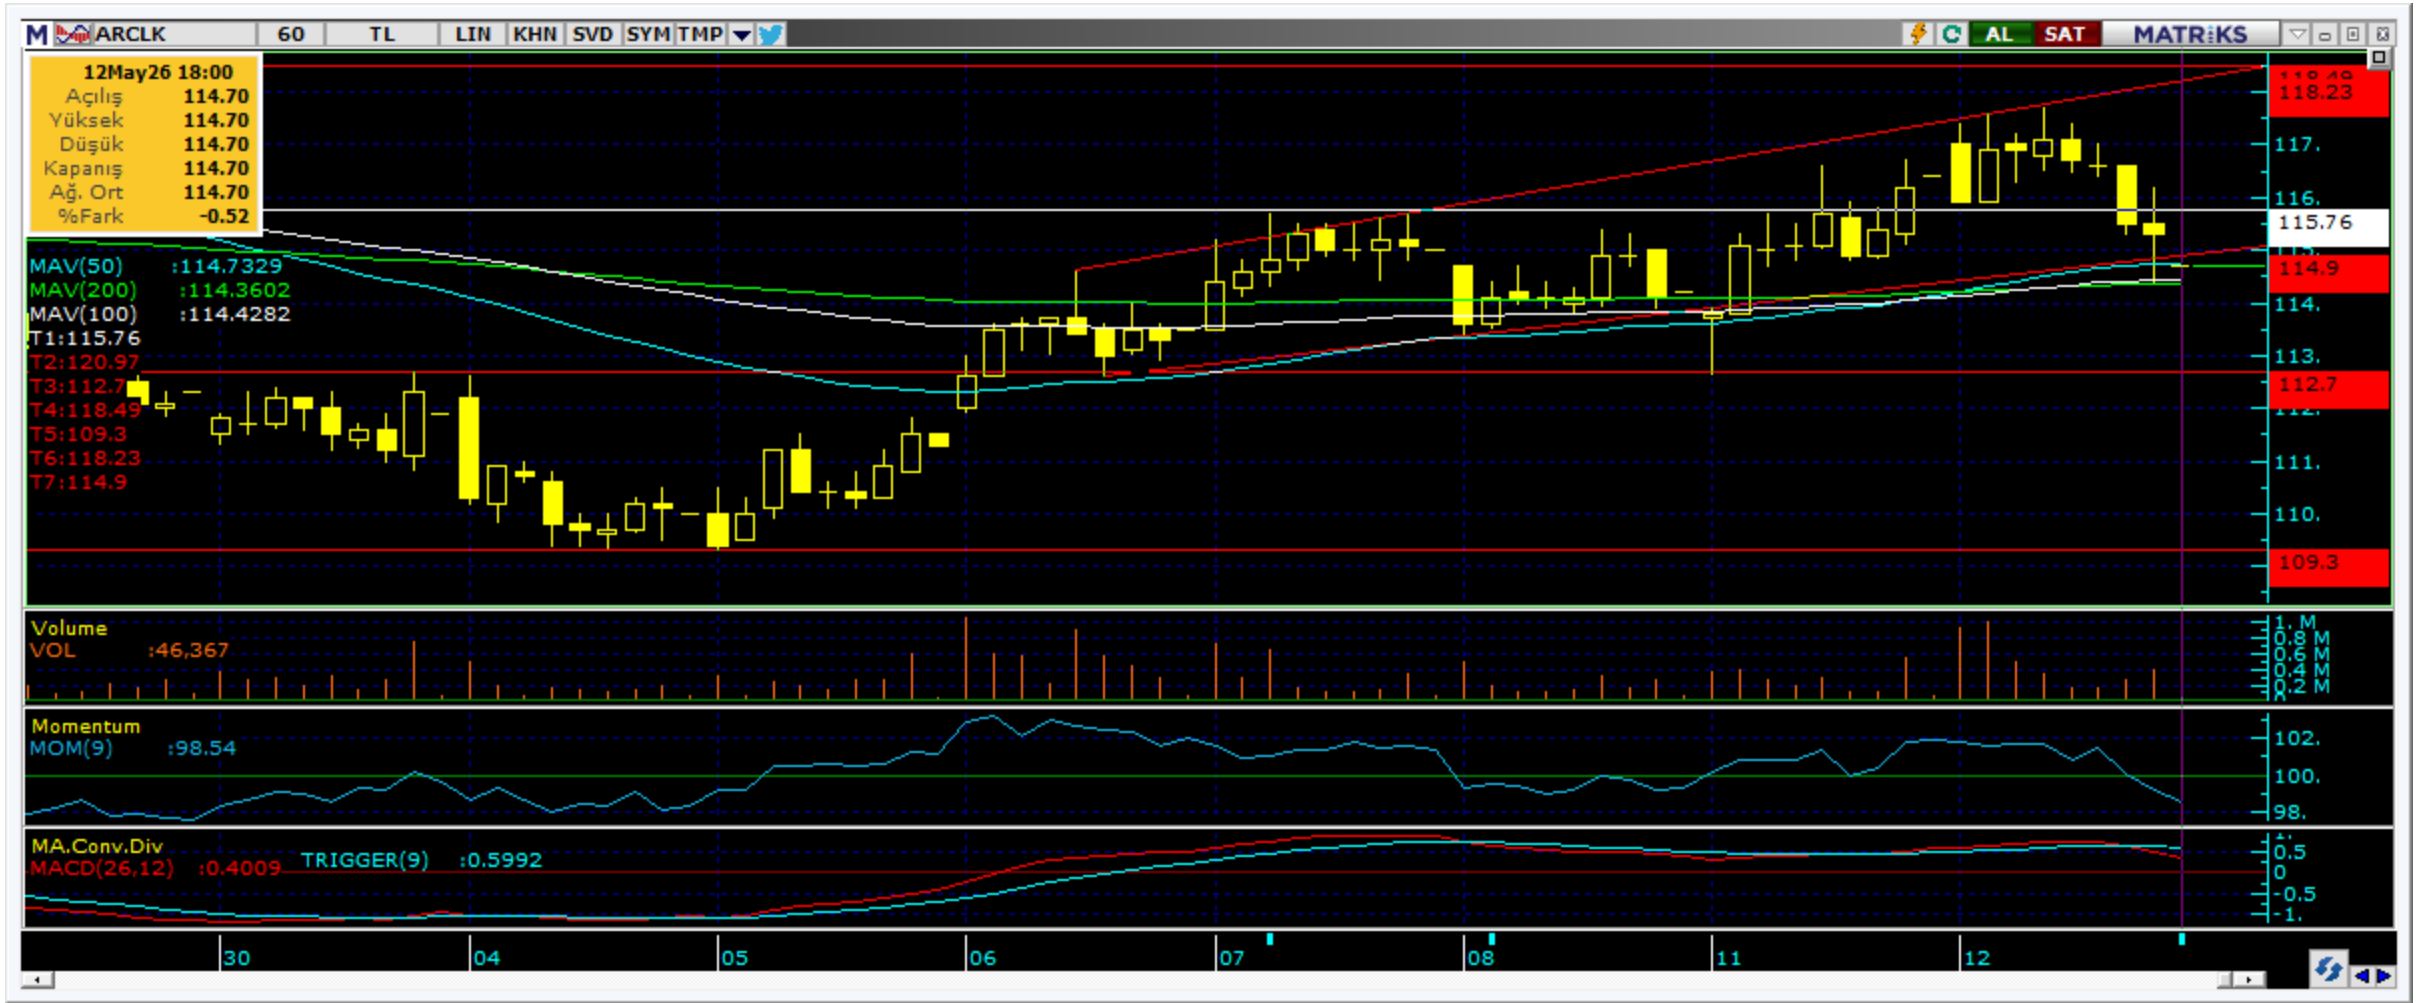 M ARCLK 60 TL LIN KHN SVD SYM TMP AL SAT MATRiKS
12May26 18:00
Açılış 114.70
Yüksek 114.70
Düşük 114.70
Kapanış 114.70
Ağ. Ort 114.70
%Fark -0.52
MAV(50) :114.7329
MAV(200) :114.3602
MAV(100) :114.4282
T1:115.76
T2:120.97
T3:112.7
T4:118.49
T5:109.3
T6:118.23
T7:114.9
118.49
118.23
117.
116.
115.76
115.
114.9
114.
113.
112.7
112.
111.
110.
109.3
Volume
VOL :46,367
1. M
0.8 M
0.6 M
0.4 M
0.2 M
0
Momentum
MOM(9) :98.54
102.
100.
98.
MA.Conv.Div
MACD(26,12) :0.4009 TRIGGER(9) :0.5992
1.
0.5
0
-0.5
-1.
30 04 05 06 07 08 11 12